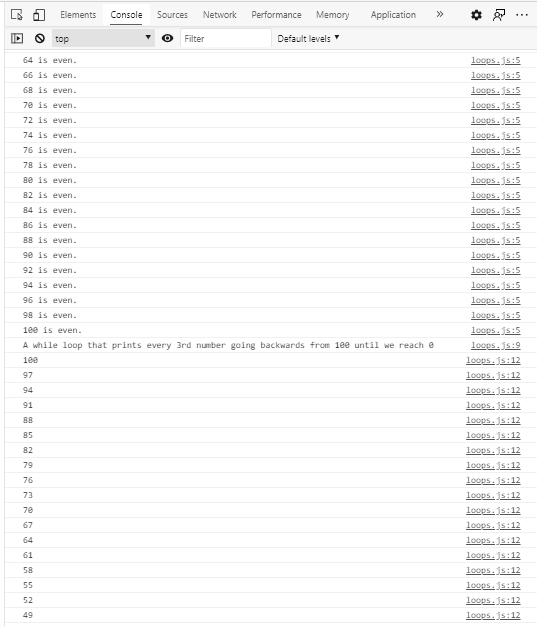 Elements Console Sources Network Performance Memory Application »
top Filter Default levels
64 is even. loops.js:5
66 is even. loops.js:5
68 is even. loops.js:5
70 is even. loops.js:5
72 is even. loops.js:5
74 is even. loops.js:5
76 is even. loops.js:5
78 is even. loops.js:5
80 is even. loops.js:5
82 is even. loops.js:5
84 is even. loops.js:5
86 is even. loops.js:5
88 is even. loops.js:5
90 is even. loops.js:5
92 is even. loops.js:5
94 is even. loops.js:5
96 is even. loops.js:5
98 is even. loops.js:5
100 is even. loops.js:5
A while loop that prints every 3rd number going backwards from 100 until we reach 0 loops.js:9
100 loops.js:12
97 loops.js:12
94 loops.js:12
91 loops.js:12
88 loops.js:12
85 loops.js:12
82 loops.js:12
79 loops.js:12
76 loops.js:12
73 loops.js:12
70 loops.js:12
67 loops.js:12
64 loops.js:12
61 loops.js:12
58 loops.js:12
55 loops.js:12
52 loops.js:12
49 loops.js:12